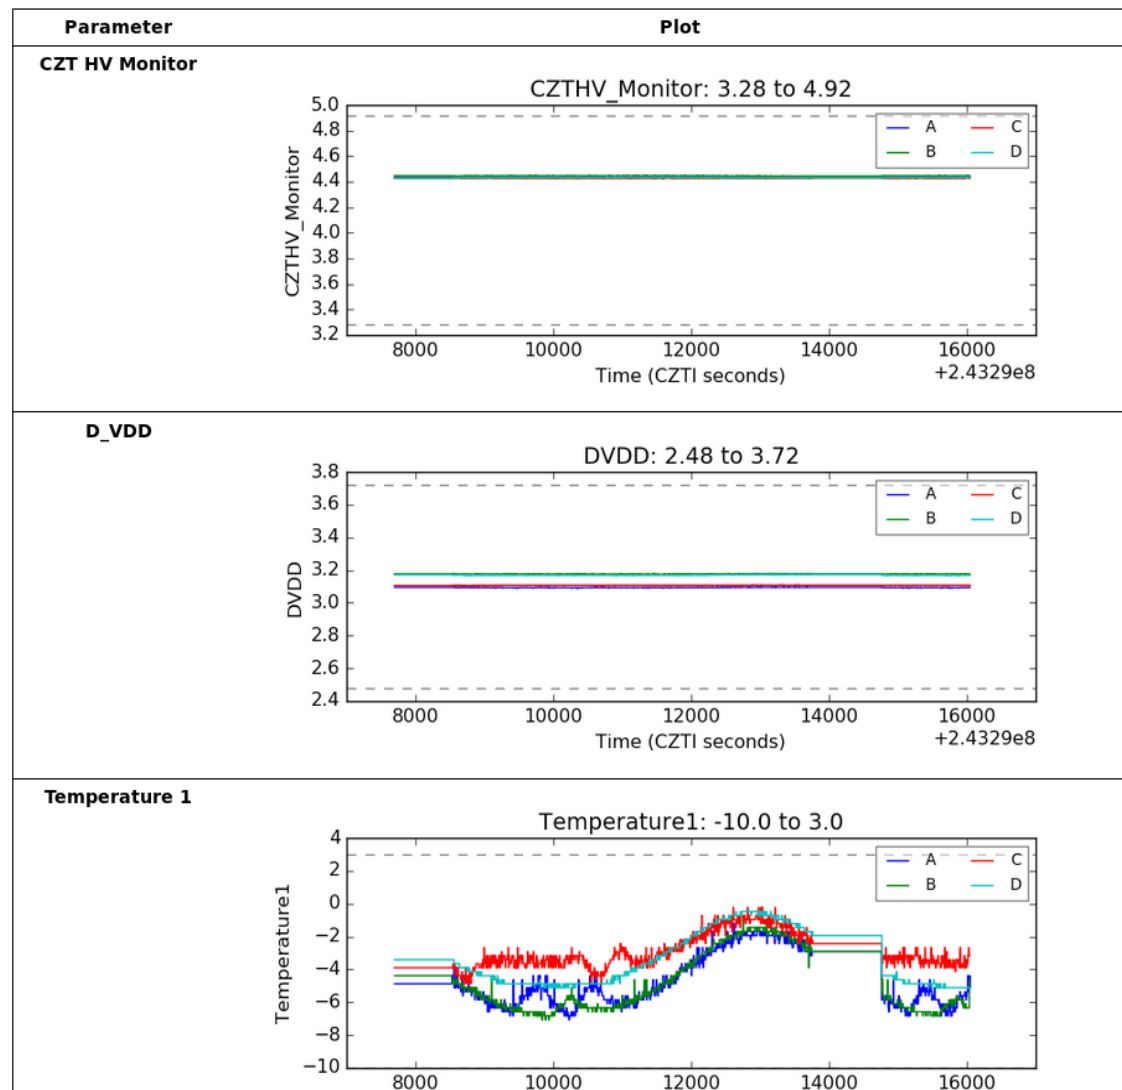 Parameter Plot
CZT HV Monitor
CZTHV_Monitor: 3.28 to 4.92
5.0
4.8
4.6
4.4
4.2
4.0
3.8
3.6
3.4
3.2
CZTHV_Monitor
A C
B D
8000 10000 12000 14000 16000
Time (CZTI seconds) +2.4329e8
D_VDD
DVDD: 2.48 to 3.72
3.8
3.6
3.4
3.2
3.0
2.8
2.6
2.4
DVDD
A C
B D
8000 10000 12000 14000 16000
Time (CZTI seconds) +2.4329e8
Temperature 1
Temperature1: -10.0 to 3.0
4
2
0
−2
−4
−6
−8
−10
Temperature1
A C
B D
8000 10000 12000 14000 16000